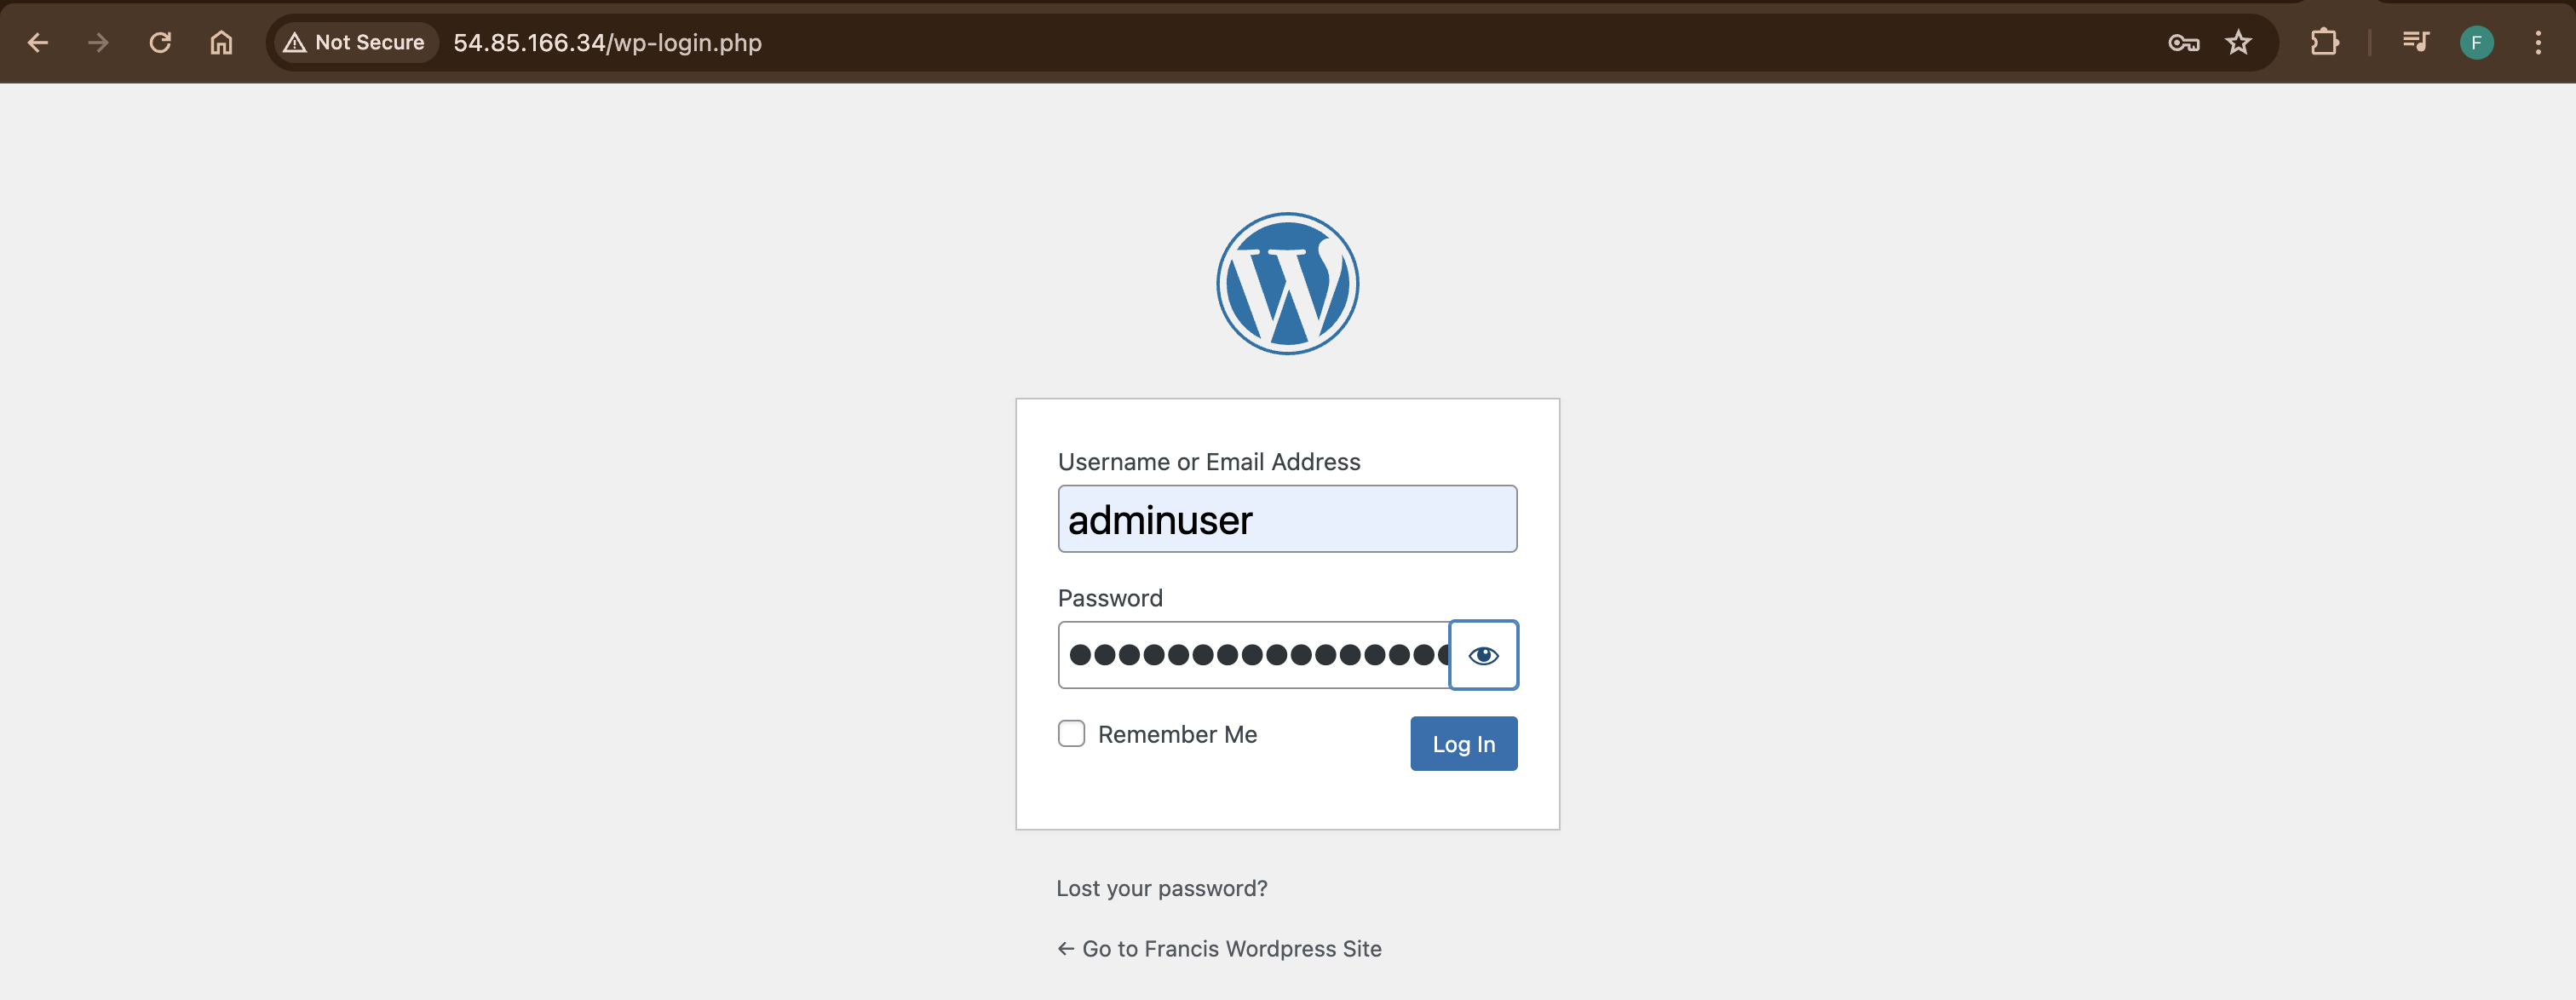 Not Secure 54.85.166.34/wp-login.php F
W
Username or Email Address
adminuser
Password
Remember Me
Log In
Lost your password?
← Go to Francis Wordpress Site